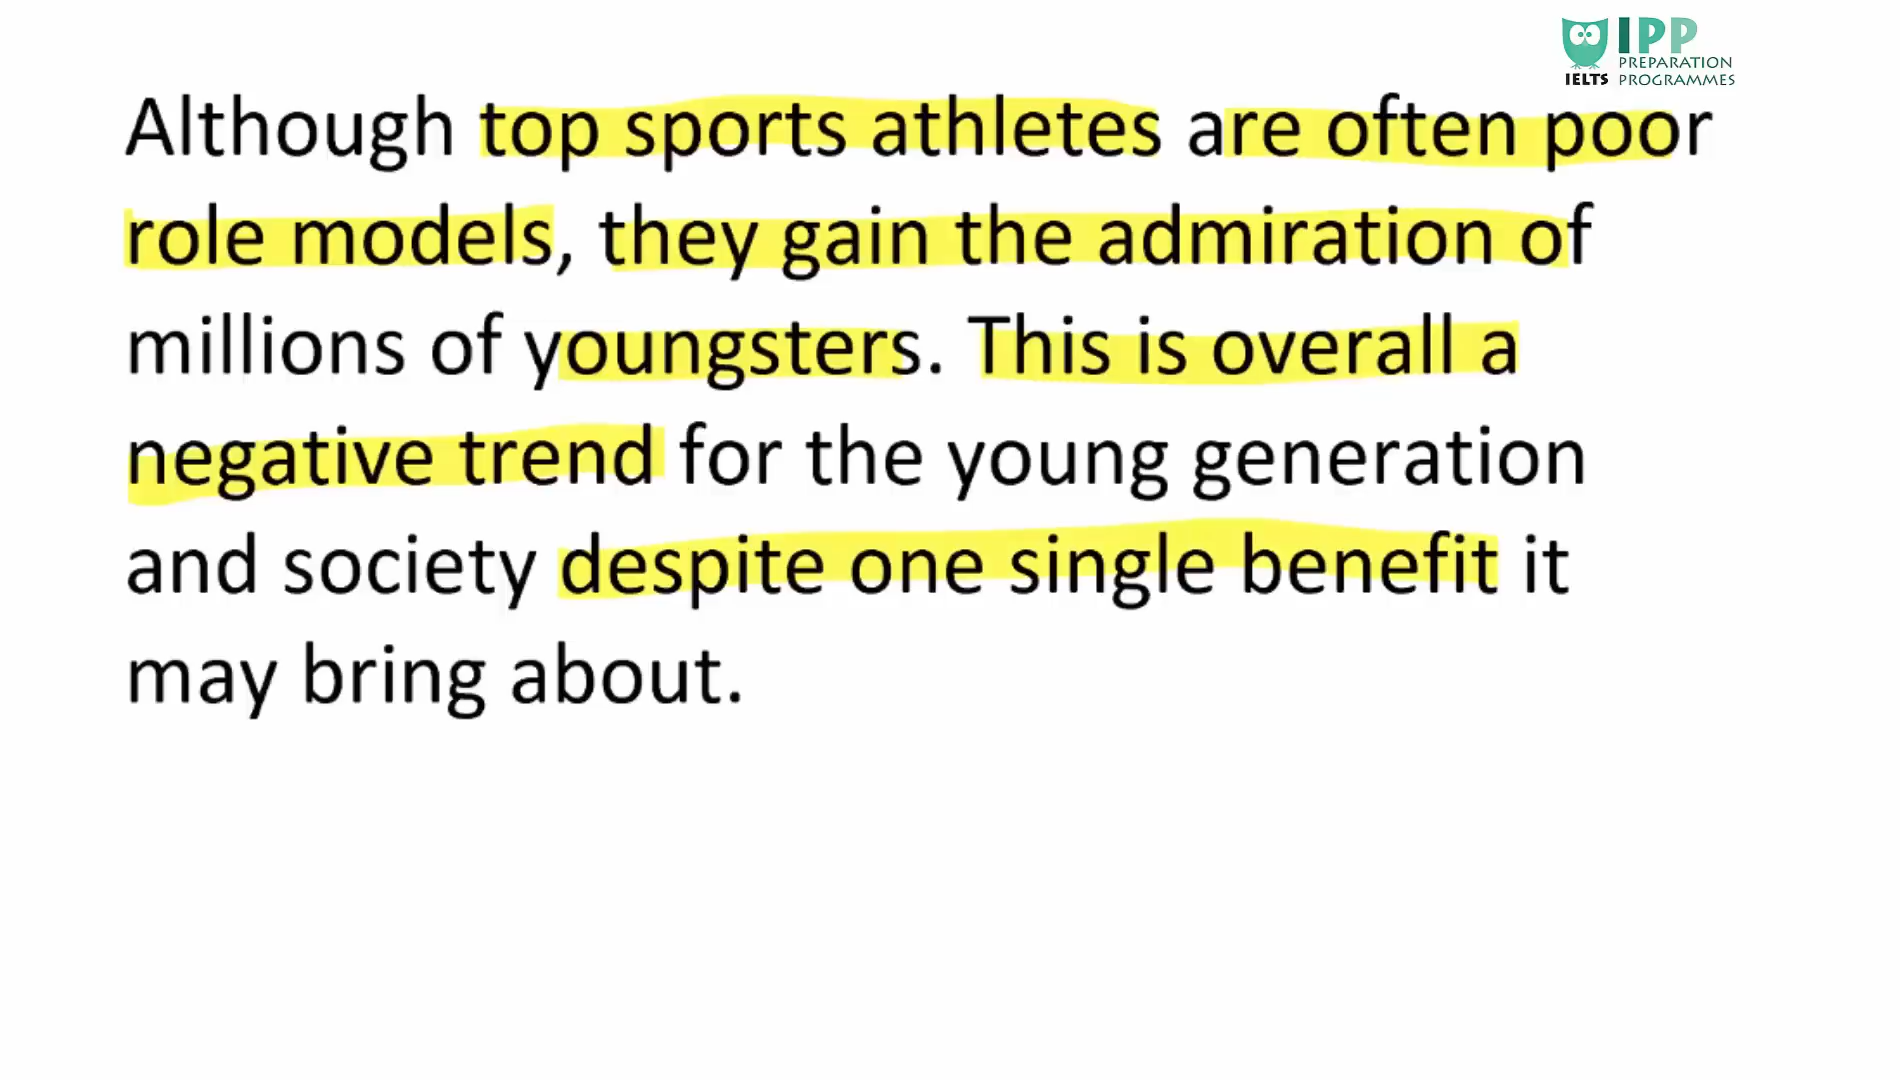 IPP
PREPARATION
IELTS PROGRAMMES
Although top sports athletes are often poor
role models, they gain the admiration of
millions of youngsters. This is overall a
negative trend for the young generation
and society despite one single benefit it
may bring about.